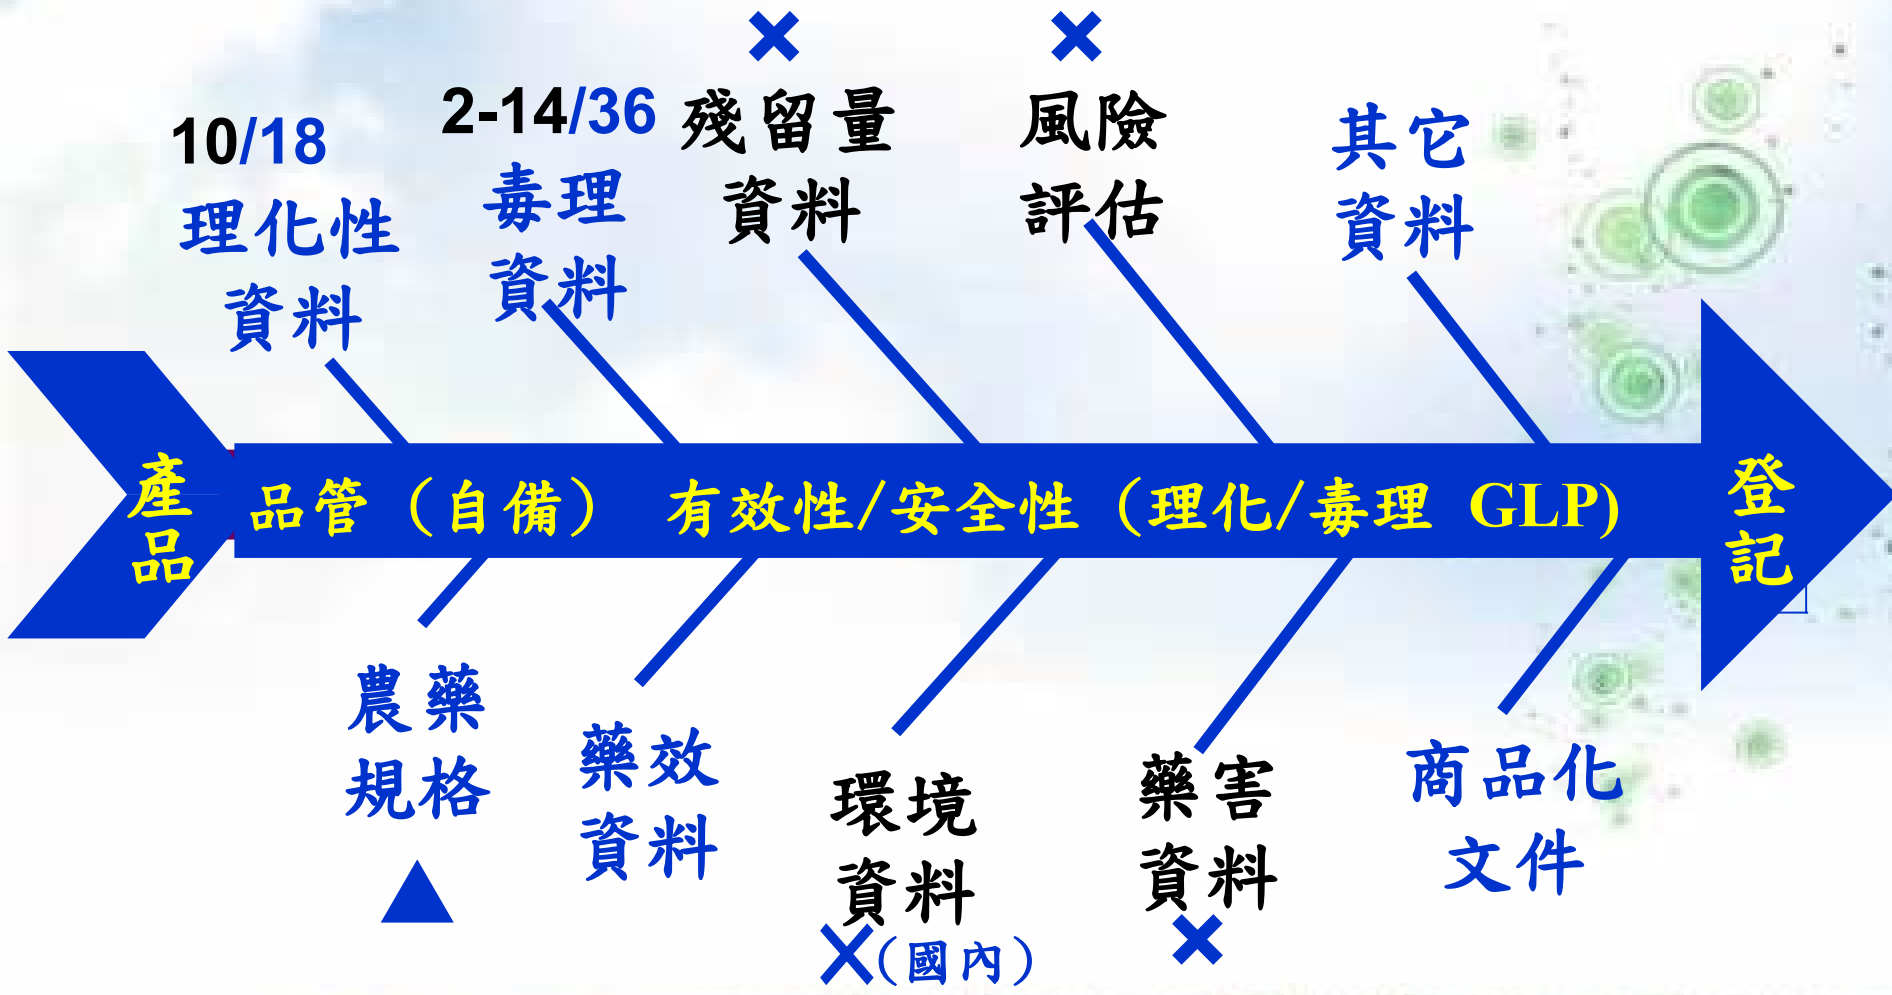 10/18
理化性
資料
2-14/36
毒理
資料
殘留量
資料
風險
評估
其它
資料
產品
品管（自備） 有效性/安全性（理化/毒理 GLP)
登記
農藥
規格
藥效
資料
環境
資料
(國內)
藥害
資料
商品化
文件